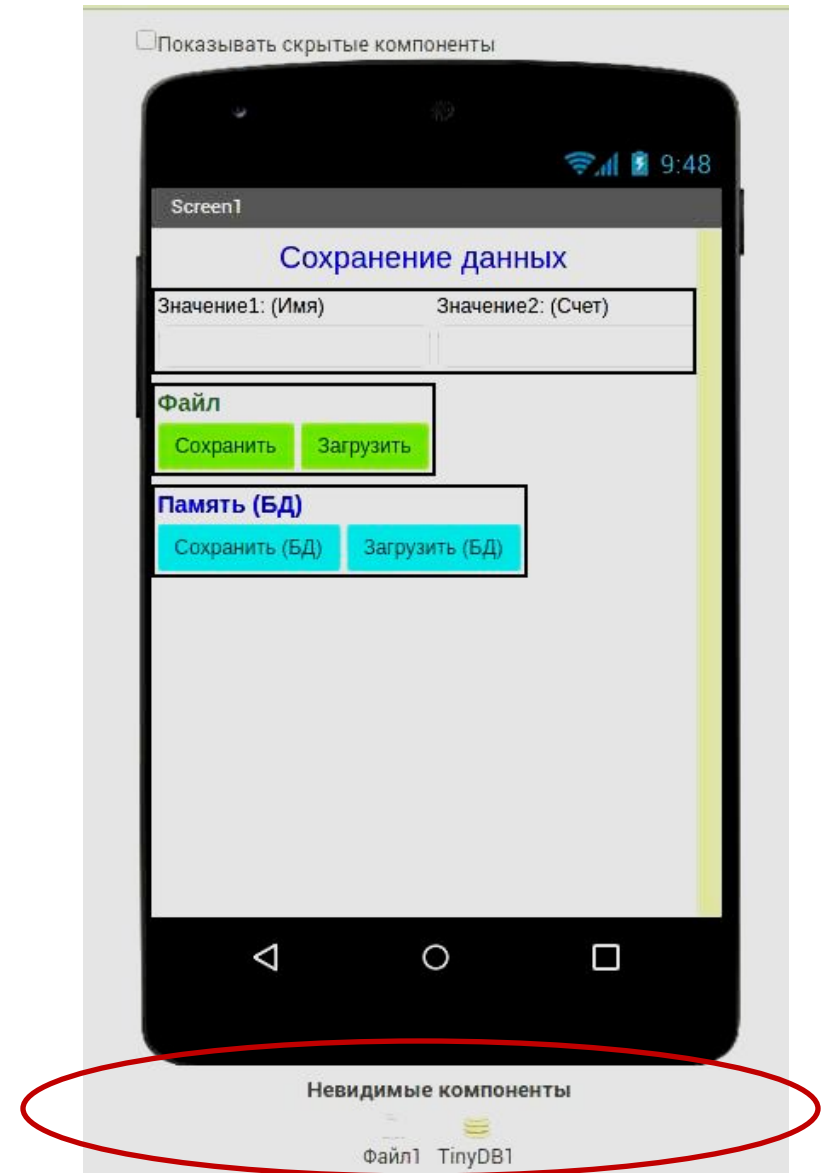 Показывать скрытые компоненты
9:48
Screen1
Сохранение данных
Значение1: (Имя) Значение2: (Счет)
Файл
Сохранить Загрузить
Память (БД)
Сохранить (БД) Загрузить (БД)
Невидимые компоненты
Файл1 TinyDB1